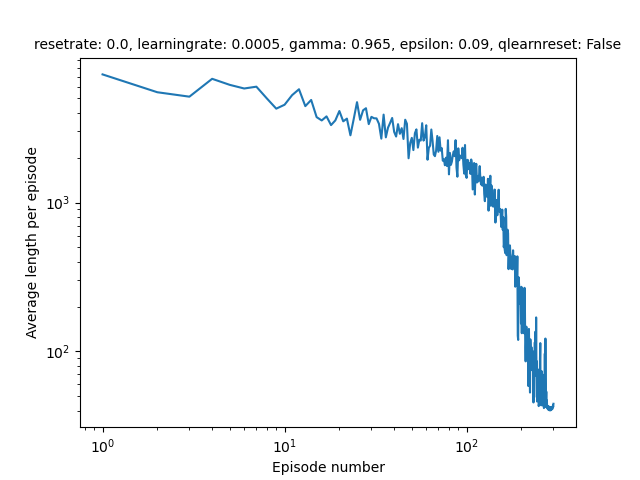 resetrate: 0.0, learningrate: 0.0005, gamma: 0.965, epsilon: 0.09, qlearnreset: False
Average length per episode
10³
10²
10⁰ 10¹ 10²
Episode number